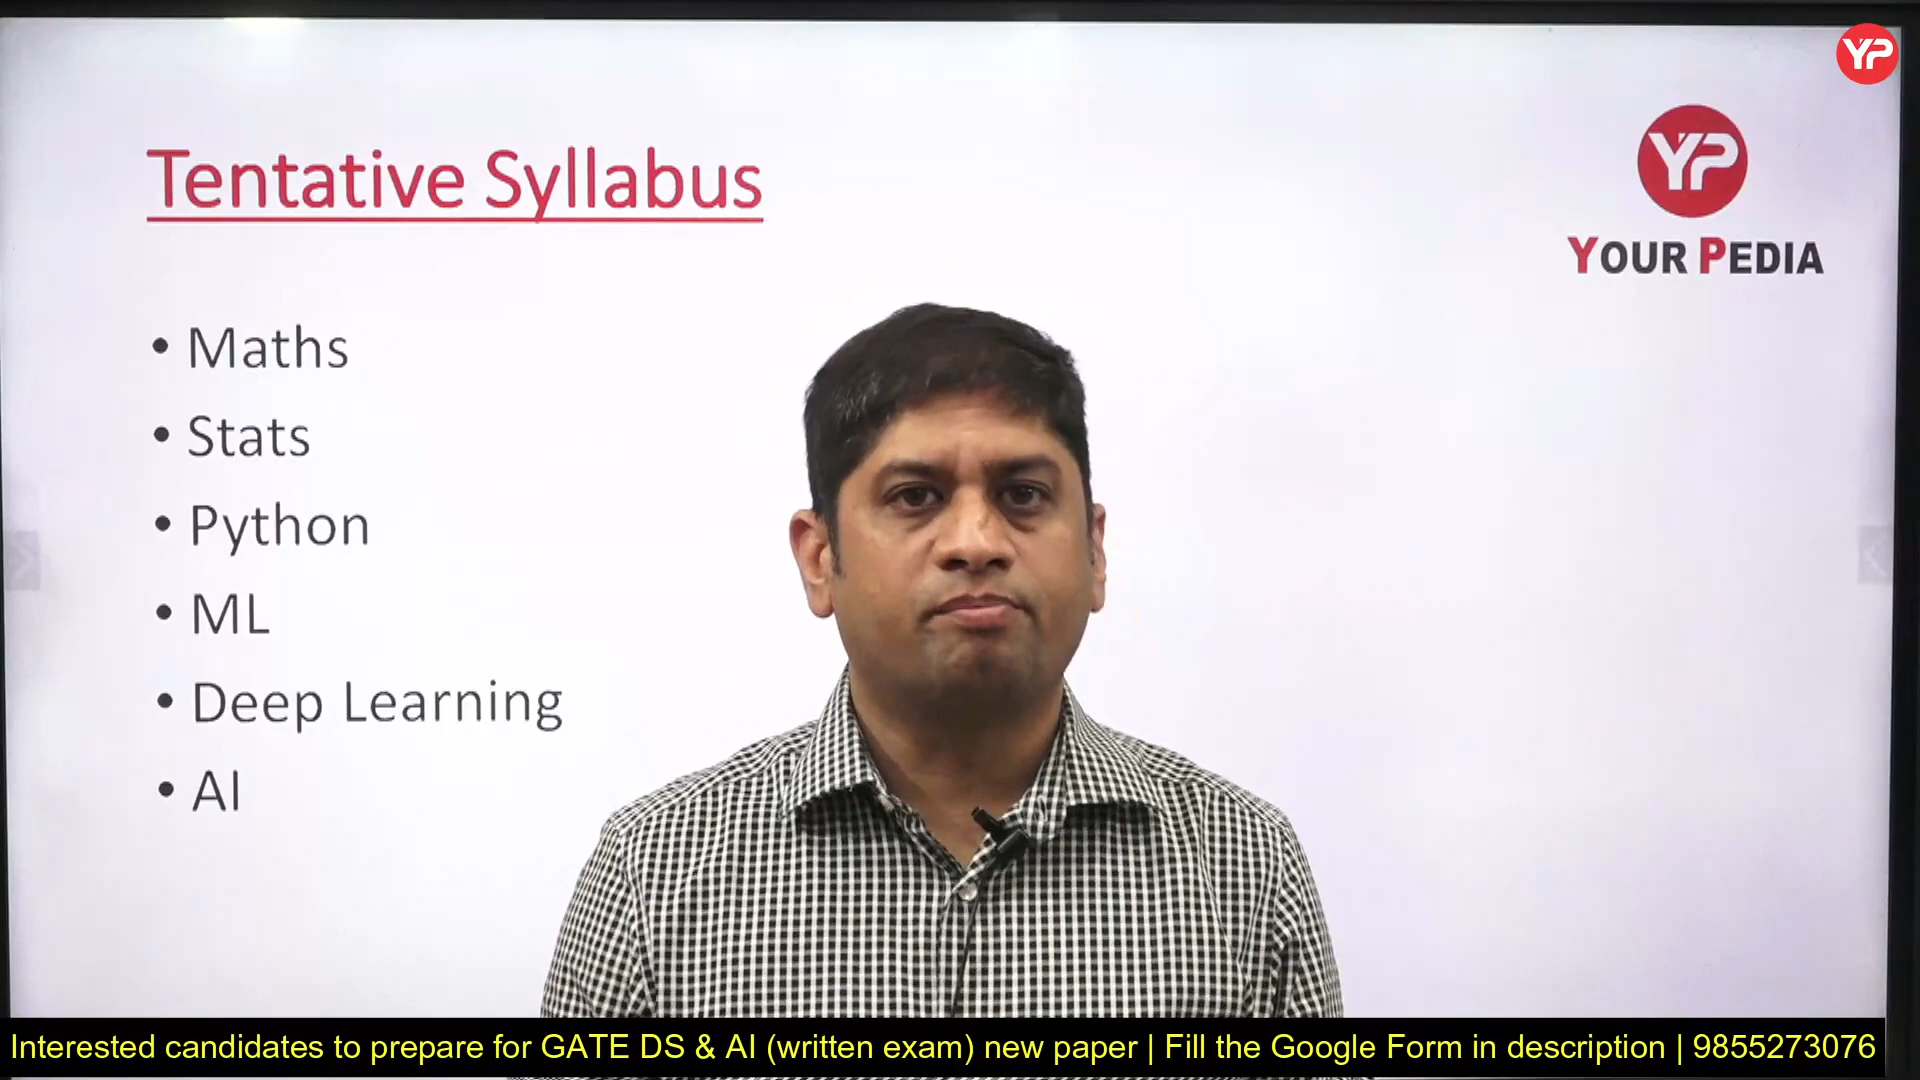 YP
YP
YOUR PEDIA
Tentative Syllabus
• Maths
• Stats
• Python
• ML
• Deep Learning
• AI
Interested candidates to prepare for GATE DS & AI (written exam) new paper | Fill the Google Form in description | 9855273076